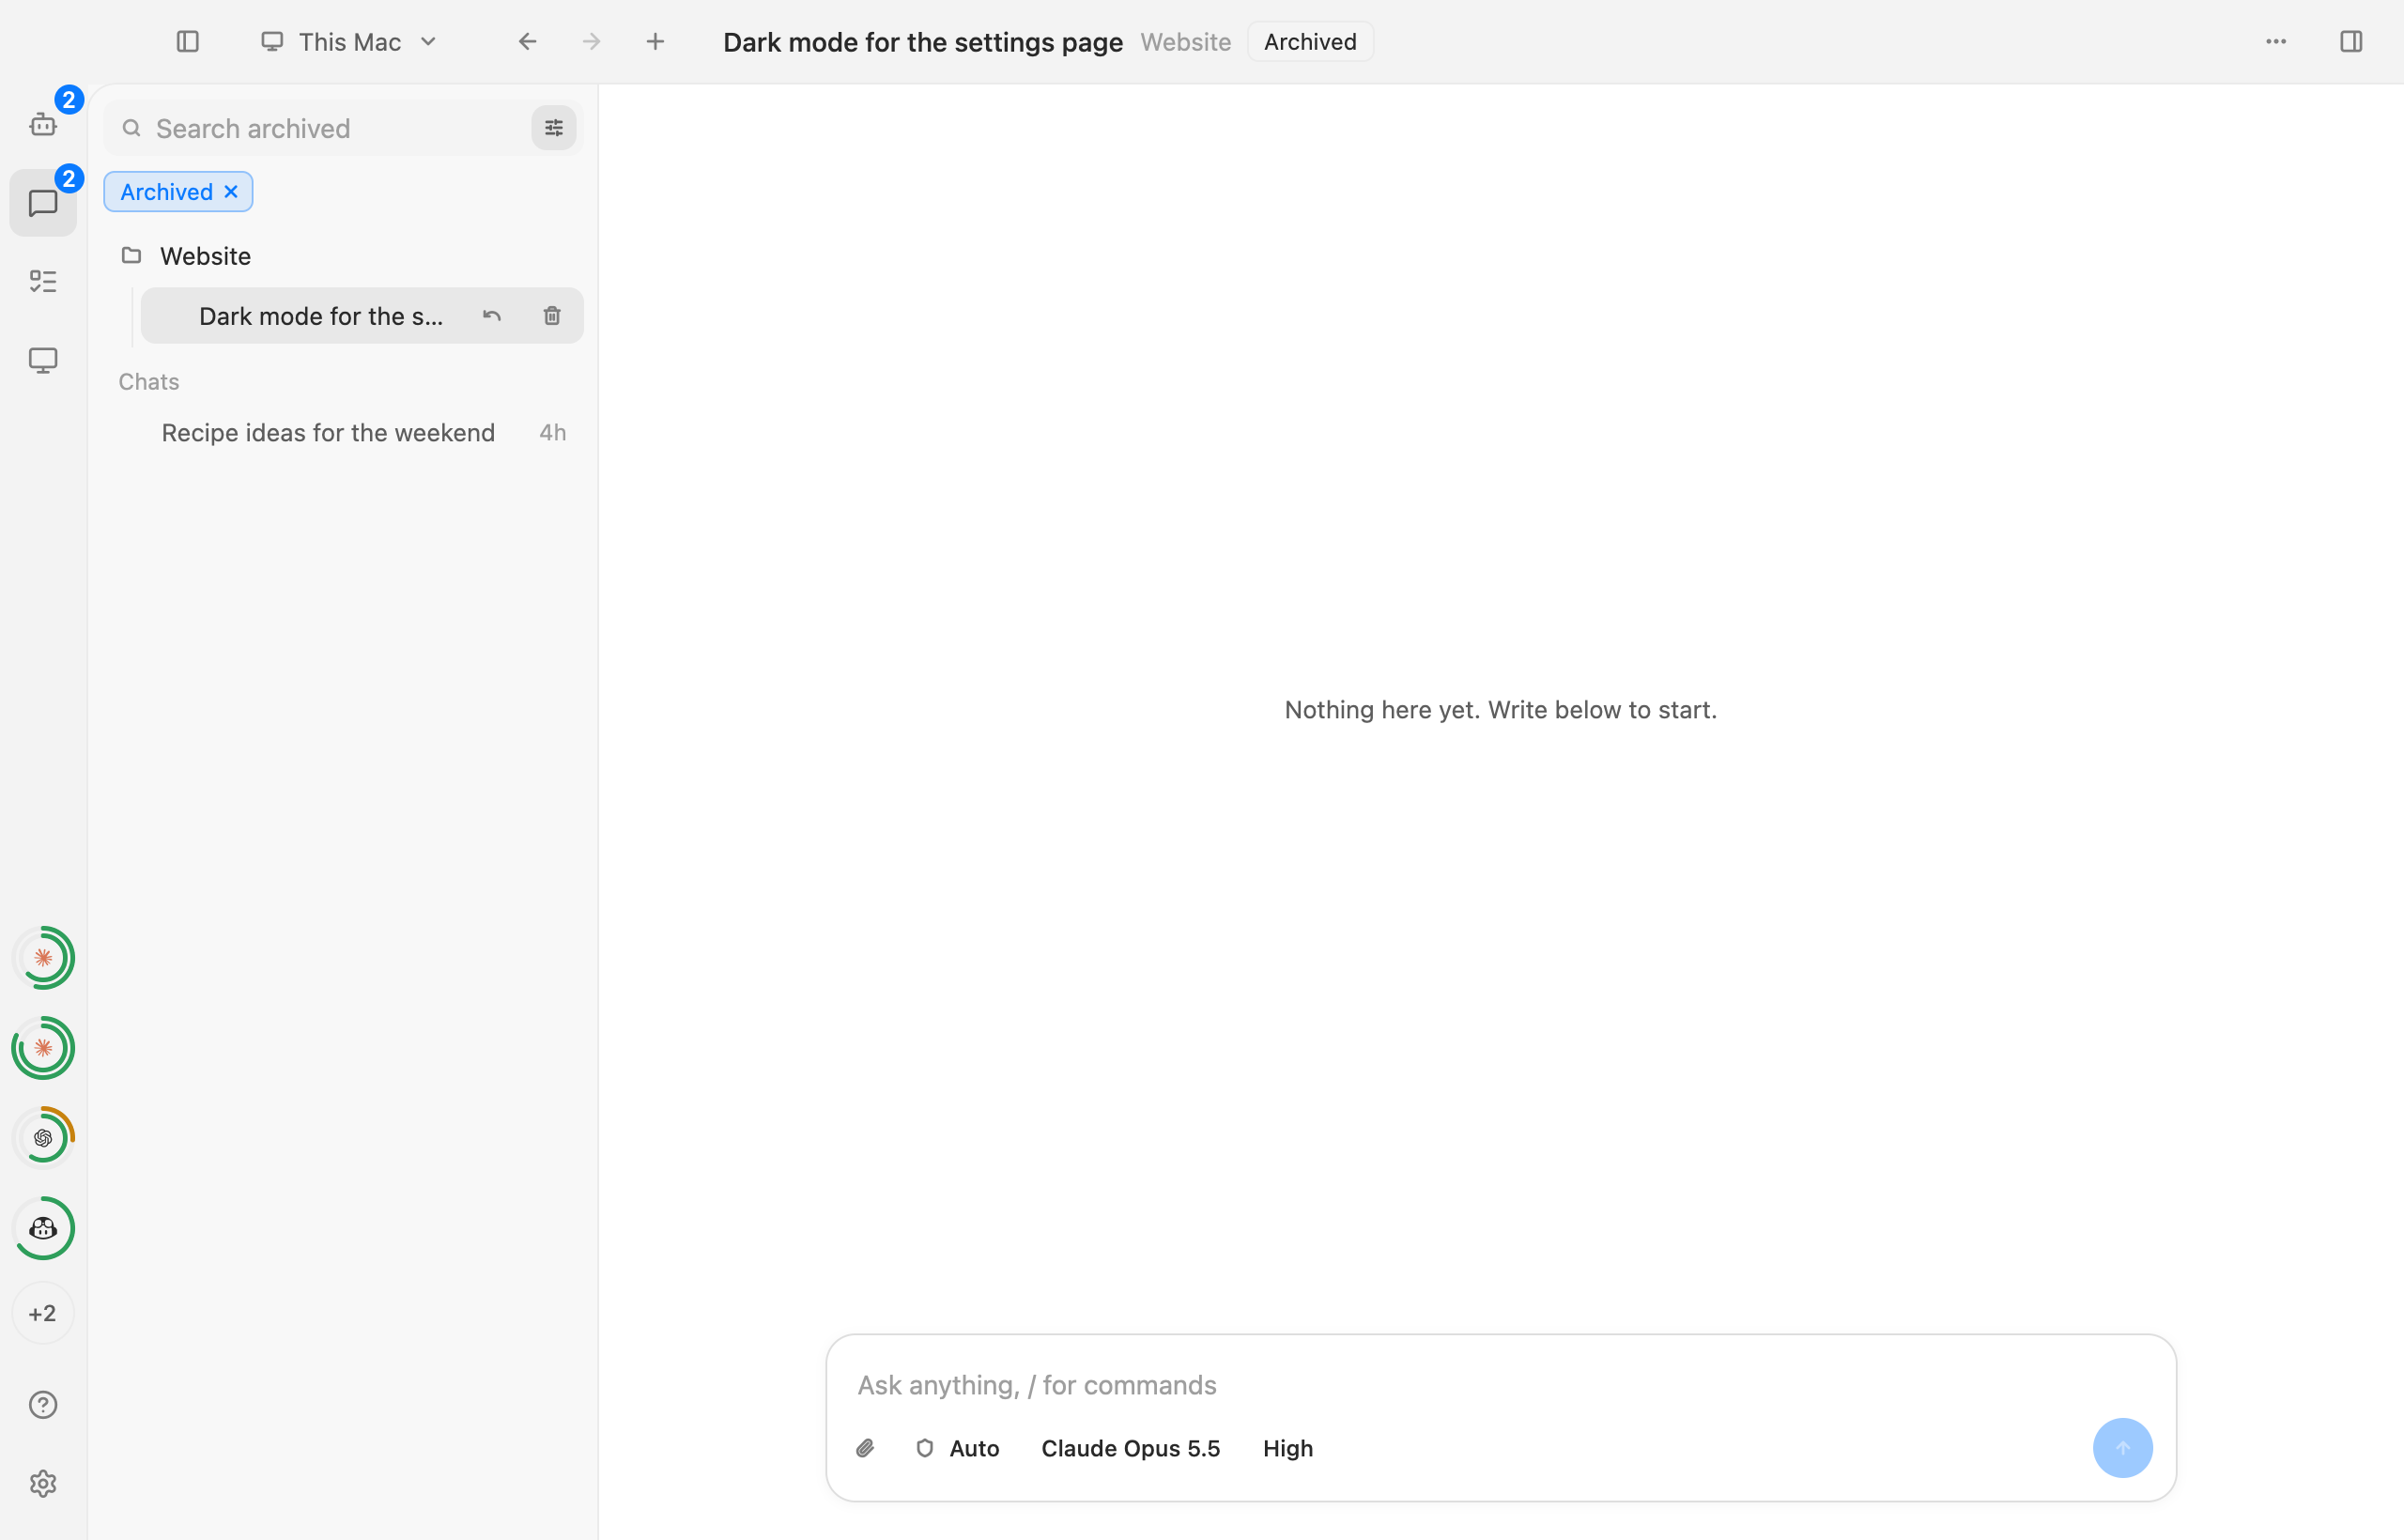 This Mac
Dark mode for the settings page Website Archived
2
Search archived
2
Archived
Website
Dark mode for the s...
Chats
Recipe ideas for the weekend 4h
Nothing here yet. Write below to start.
+2
Ask anything, / for commands
Auto Claude Opus 5.5 High